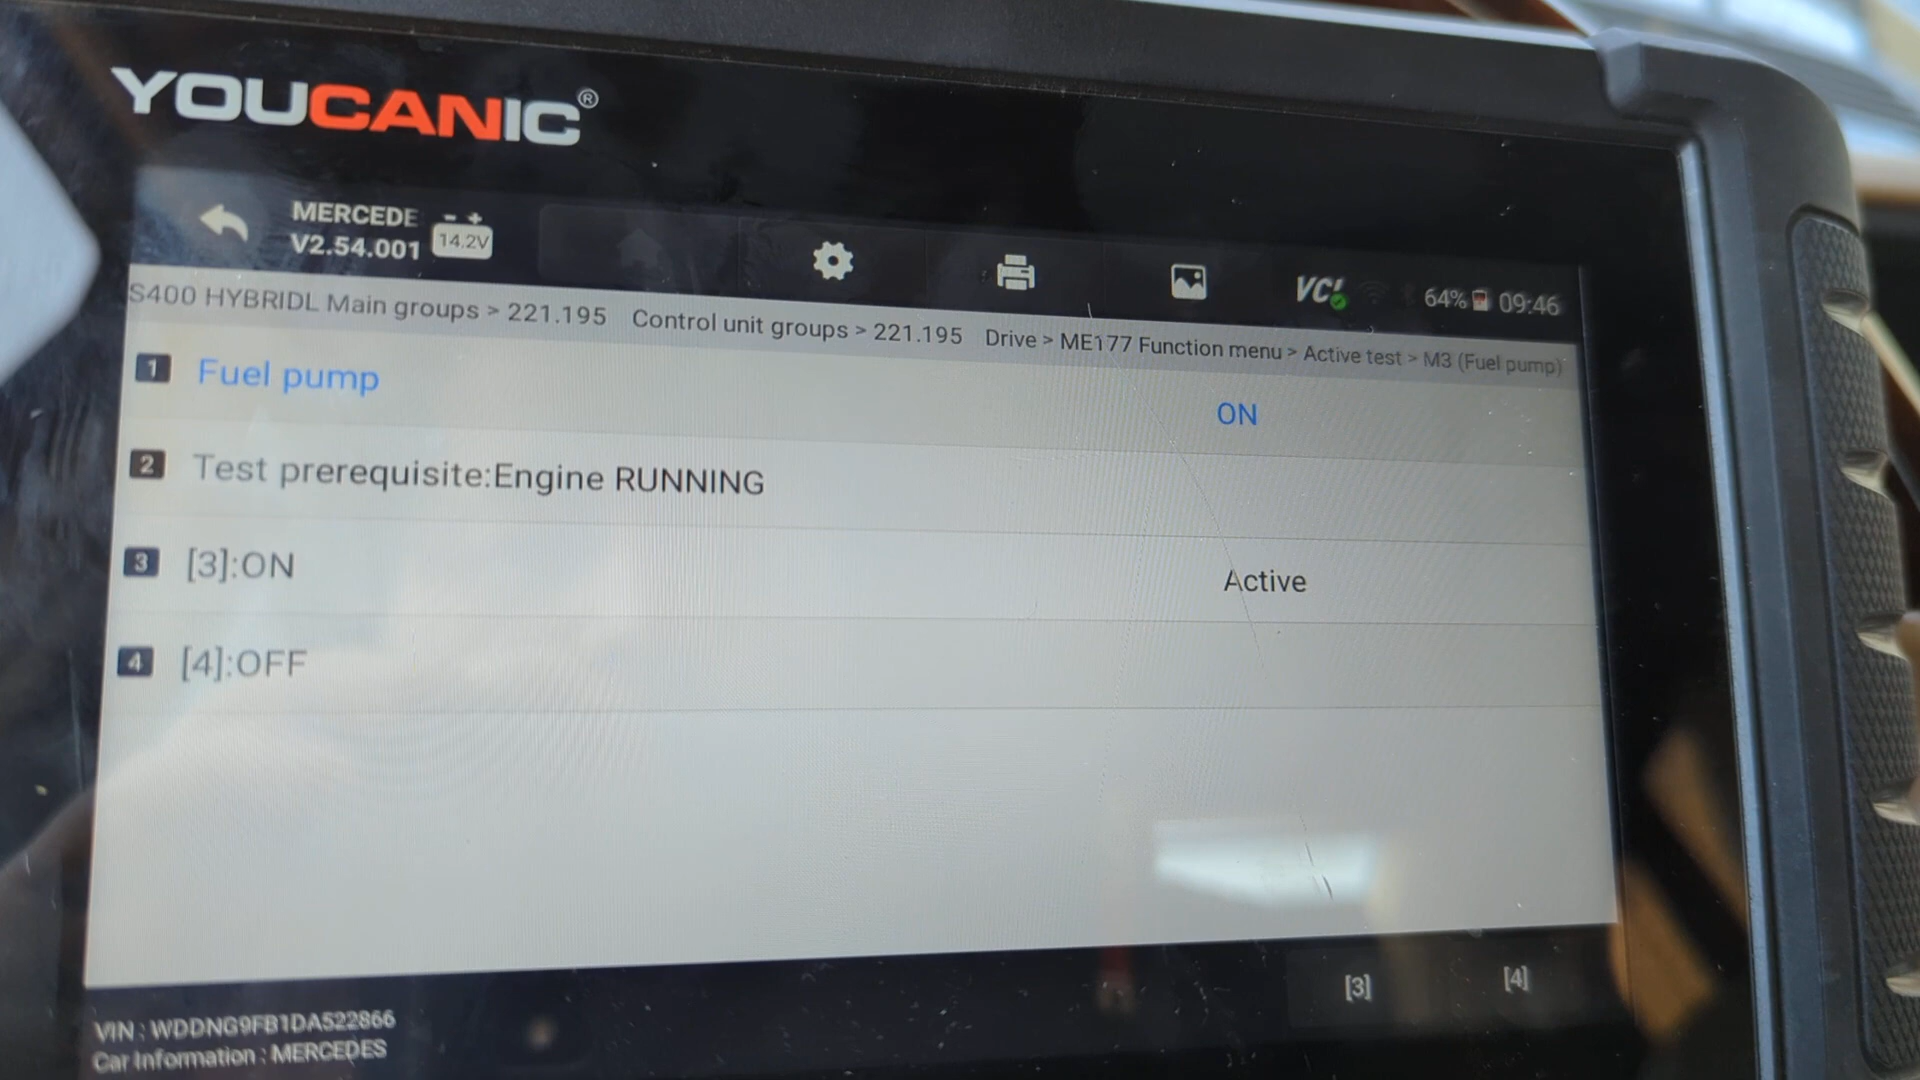 YOUCANIC®
MERCEDE
V2.54.001
- +
14.2V
VCI
64% 09:46
S400 HYBRIDL Main groups > 221.195 Control unit groups > 221.195 Drive > ME177 Function menu > Active test > M3 (Fuel pump)
1 Fuel pump ON
2 Test prerequisite:Engine RUNNING
3 [3]:ON Active
4 [4]:OFF
[3] [4]
VIN : WDDNG9FB1DA522866
Car Information : MERCEDES